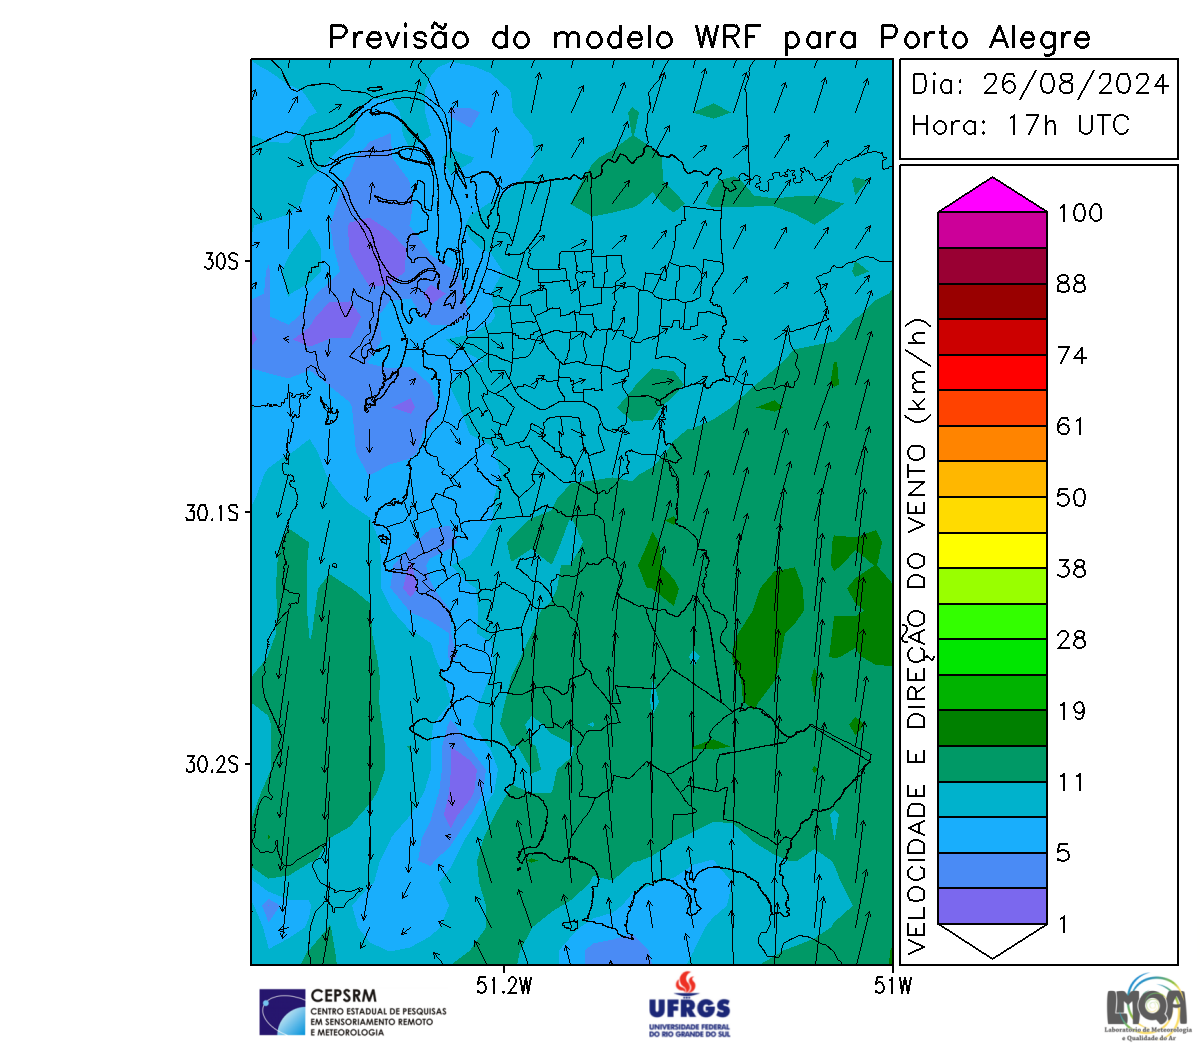 Previsão do modelo WRF para Porto Alegre
Dia: 26/08/2024
Hora: 17h UTC
30S
30.1S
30.2S
51.2W
51W
VELOCIDADE E DIREÇÃO DO VENTO (km/h)
100
88
74
61
50
38
28
19
11
5
1
CEPSRM
CENTRO ESTADUAL DE PESQUISAS
EM SENSORIAMENTO REMOTO
E METEOROLOGIA
UFRGS
UNIVERSIDADE FEDERAL
DO RIO GRANDE DO SUL
LMQA
Laboratório de Meteorologia
e Qualidade do Ar